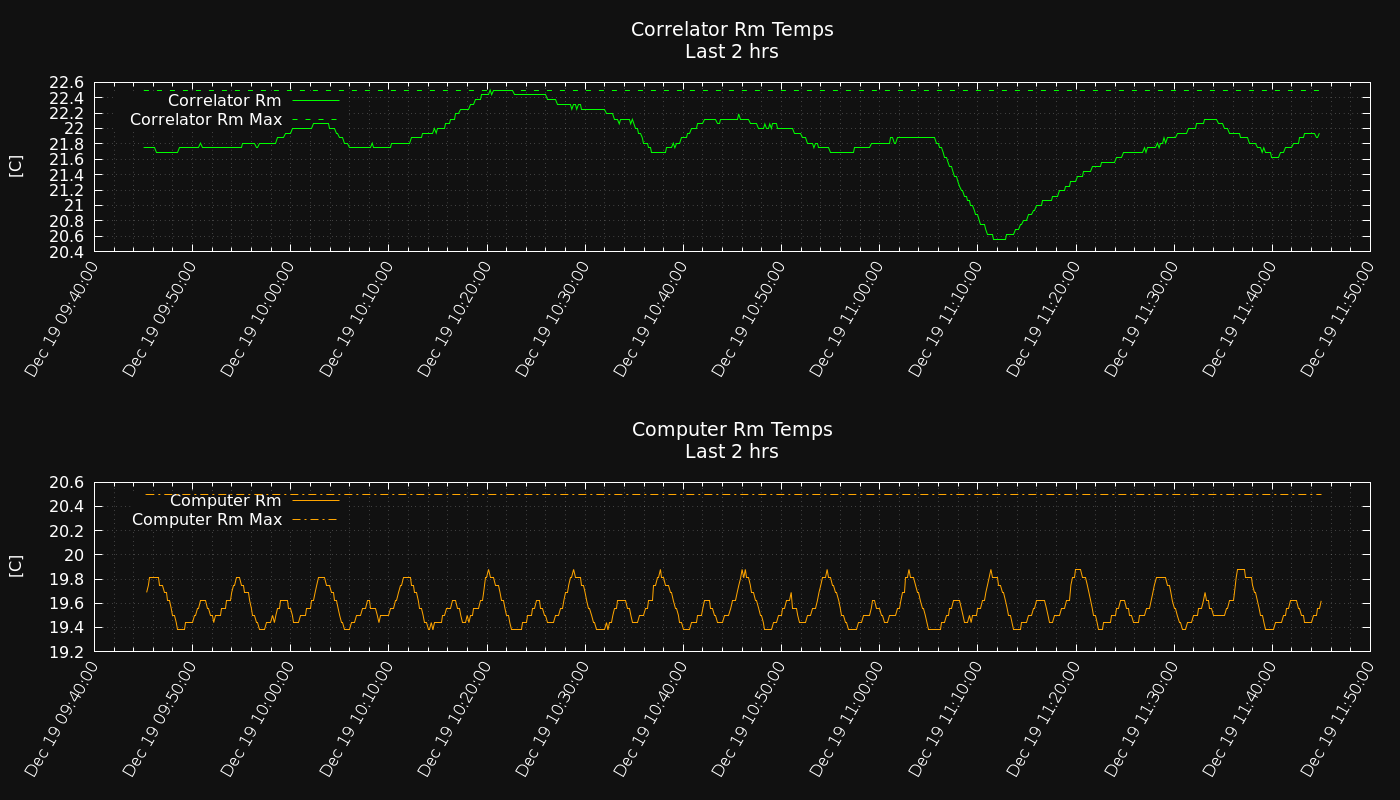 Correlator Rm Temps
Last 2 hrs
22.6
22.4
22.2
22
21.8
21.6
21.4
21.2
21
20.8
20.6
20.4
[C]
Correlator Rm
Correlator Rm Max
Dec 19 09:40:00
Dec 19 09:50:00
Dec 19 10:00:00
Dec 19 10:10:00
Dec 19 10:20:00
Dec 19 10:30:00
Dec 19 10:40:00
Dec 19 10:50:00
Dec 19 11:00:00
Dec 19 11:10:00
Dec 19 11:20:00
Dec 19 11:30:00
Dec 19 11:40:00
Dec 19 11:50:00
Computer Rm Temps
Last 2 hrs
20.6
20.4
20.2
20
19.8
19.6
19.4
19.2
[C]
Computer Rm
Computer Rm Max
Dec 19 09:40:00
Dec 19 09:50:00
Dec 19 10:00:00
Dec 19 10:10:00
Dec 19 10:20:00
Dec 19 10:30:00
Dec 19 10:40:00
Dec 19 10:50:00
Dec 19 11:00:00
Dec 19 11:10:00
Dec 19 11:20:00
Dec 19 11:30:00
Dec 19 11:40:00
Dec 19 11:50:00